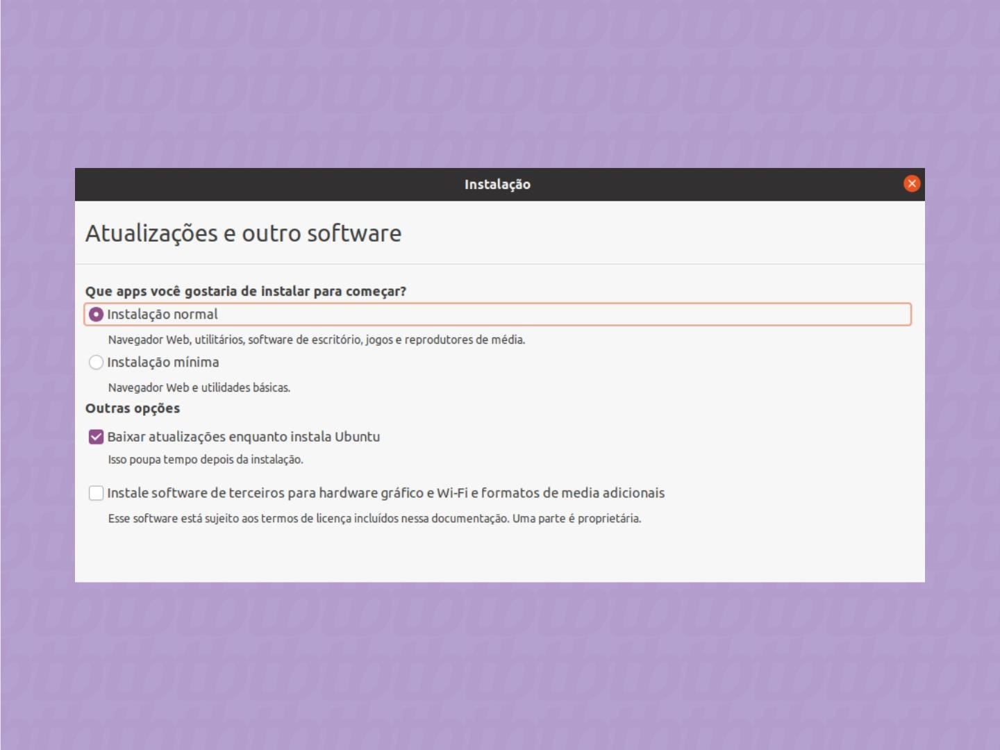 Instalação
Atualizações e outro software
Que apps você gostaria de instalar para começar?
Instalação normal
Navegador Web, utilitários, software de escritório, jogos e reprodutores de média.
Instalação mínima
Navegador Web e utilidades básicas.
Outras opções
Baixar atualizações enquanto instala Ubuntu
Isso poupa tempo depois da instalação.
Instale software de terceiros para hardware gráfico e Wi-Fi e formatos de media adicionais
Esse software está sujeito aos termos de licença incluídos nessa documentação. Uma parte é proprietária.